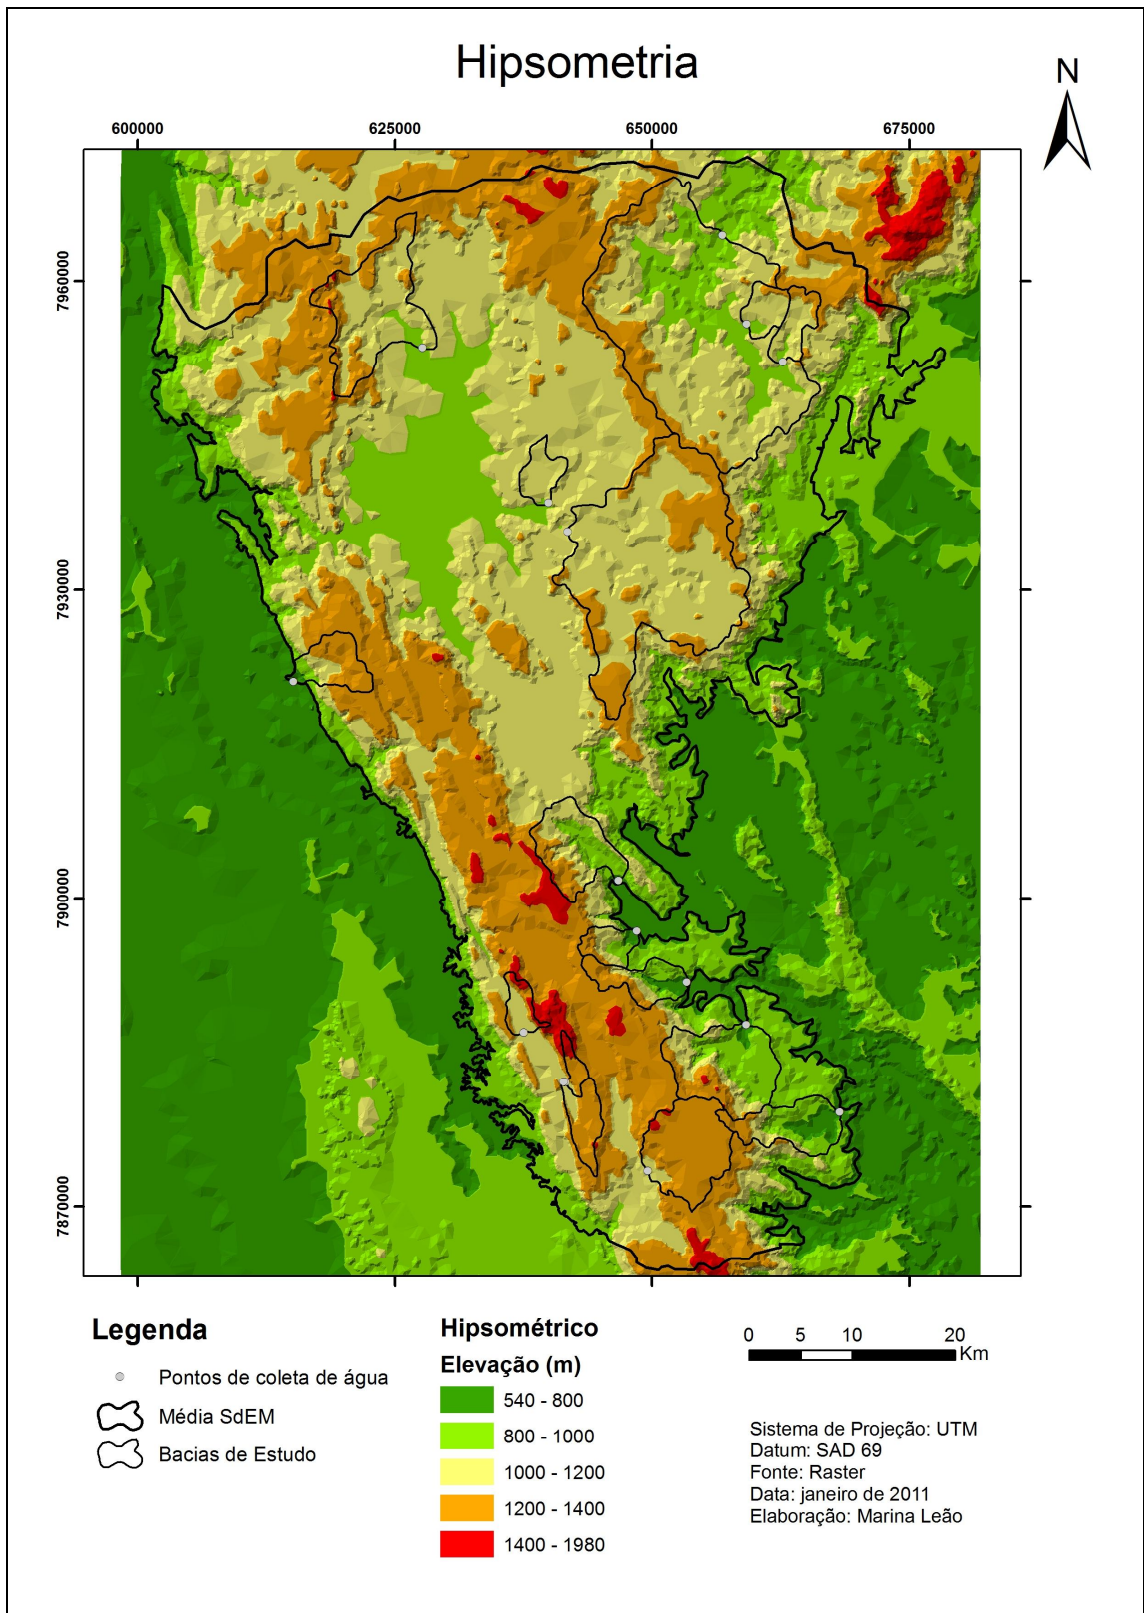 Hipsometria
N
600000
625000
650000
675000
7960000
7930000
7900000
7870000
Legenda
Pontos de coleta de água
Média SdEM
Bacias de Estudo
Hipsométrico
Elevação (m)
540 - 800
800 - 1000
1000 - 1200
1200 - 1400
1400 - 1980
0 5 10 20
Km
Sistema de Projeção: UTM
Datum: SAD 69
Fonte: Raster
Data: janeiro de 2011
Elaboração: Marina Leão